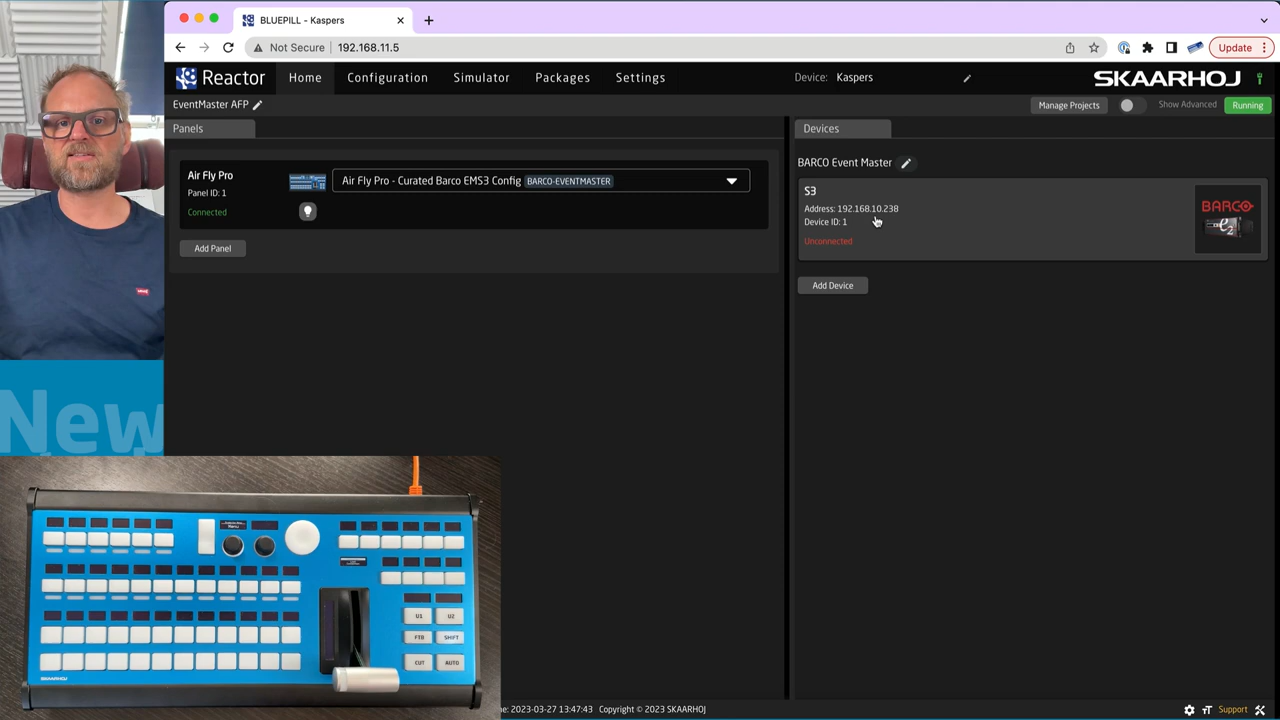 BLUEPILL - Kaspers
Not Secure
192.168.11.5
Update
Reactor
Home
Configuration
Simulator
Packages
Settings
Device:
Kaspers
SKAARHOJ
EventMaster AFP
Manage Projects
Show Advanced
Running
Panels
Air Fly Pro
Panel ID: 1
Connected
Air Fly Pro - Curated Barco EMS3 Config
BARCO-EVENTMASTER
Add Panel
Devices
BARCO Event Master
S3
Address: 192.168.10.238
Device ID: 1
Unconnected
BARCO
e2
Add Device
New
Menu
U1
U2
FTB
SHIFT
CUT
AUTO
SKAARHOJ
e: 2023-03-27 13:47:43 Copyright © 2023 SKAARHOJ
Support